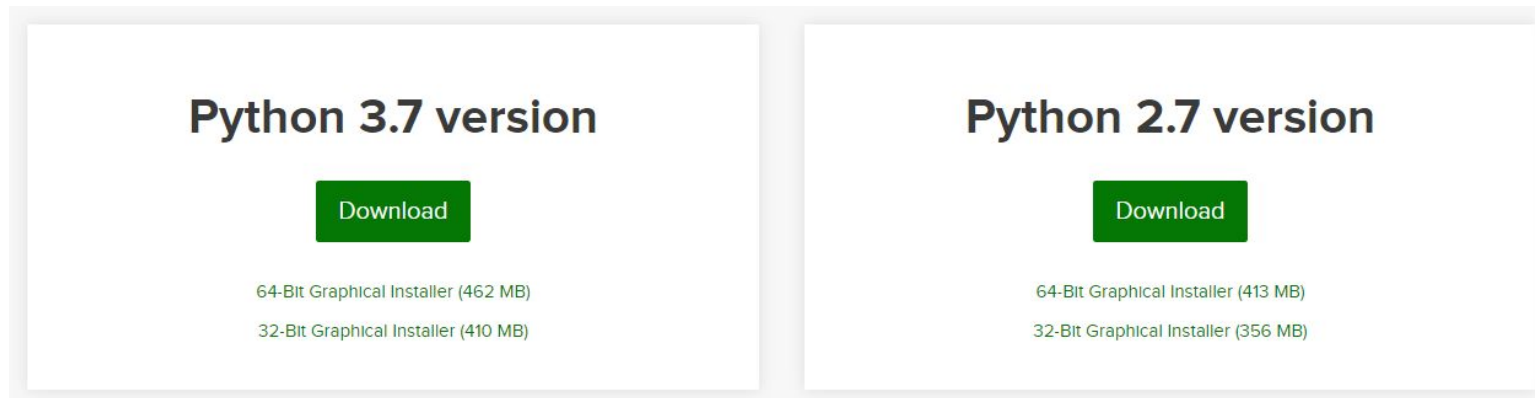 Python 3.7 version
Download
64-Bit Graphical Installer (462 MB)
32-Bit Graphical Installer (410 MB)
Python 2.7 version
Download
64-Bit Graphical Installer (413 MB)
32-Bit Graphical Installer (356 MB)